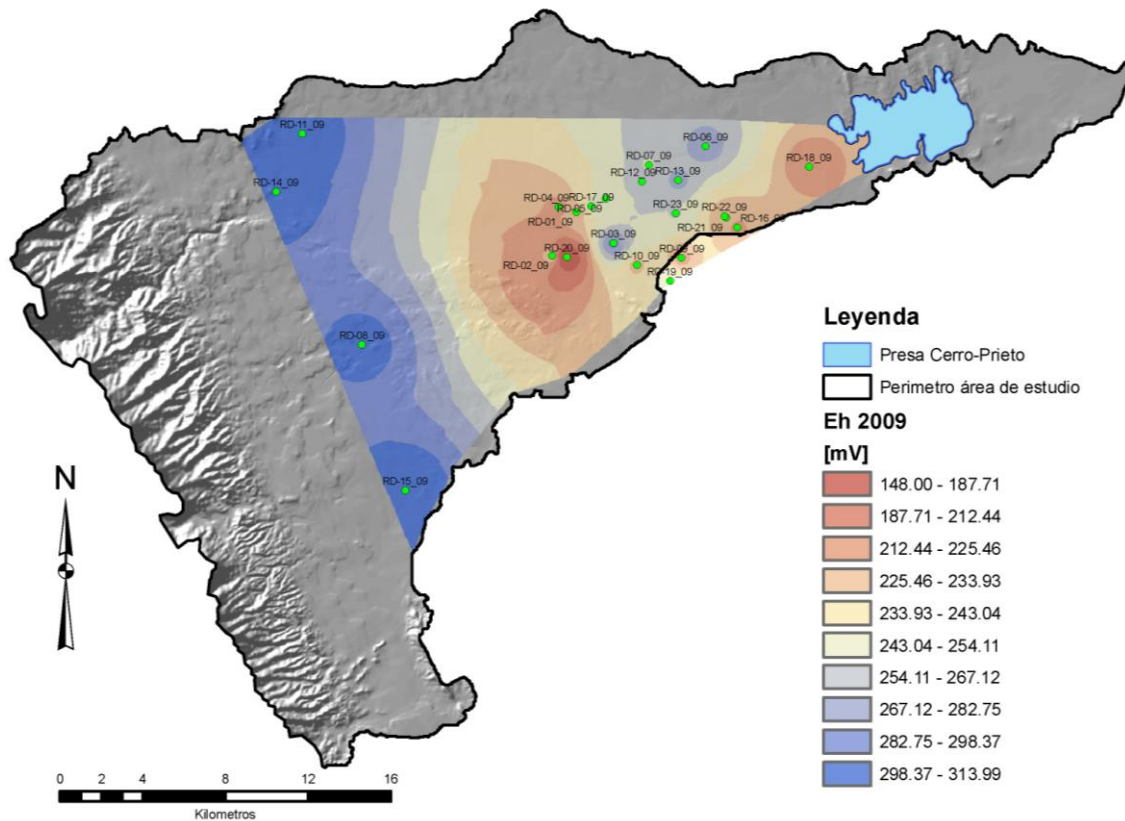 RD-11_09
RD-06_09
RD-07_09
RD-18_09
RD-12_09
RD-13_09
RD-14_09
RD-04_09
RD-17_09
RD-05_09
RD-23_09
RD-22_09
RD-01_09
RD-21_09
RD-16_09
RD-03_09
RD-20_09
RD-02_09
RD-10_09
RD-09_09
RD-19_09
RD-08_09
RD-15_09
Leyenda
Presa Cerro-Prieto
Perimetro área de estudio
Eh 2009
[mV]
148.00 - 187.71
187.71 - 212.44
212.44 - 225.46
225.46 - 233.93
233.93 - 243.04
243.04 - 254.11
254.11 - 267.12
267.12 - 282.75
282.75 - 298.37
298.37 - 313.99
N
0 2 4 8 12 16
Kilometros